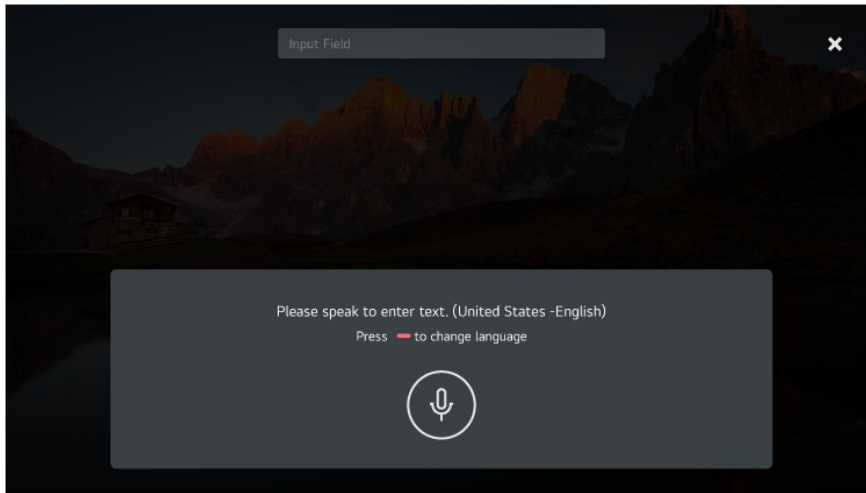 Input Field
Please speak to enter text. (United States -English)
Press to change language